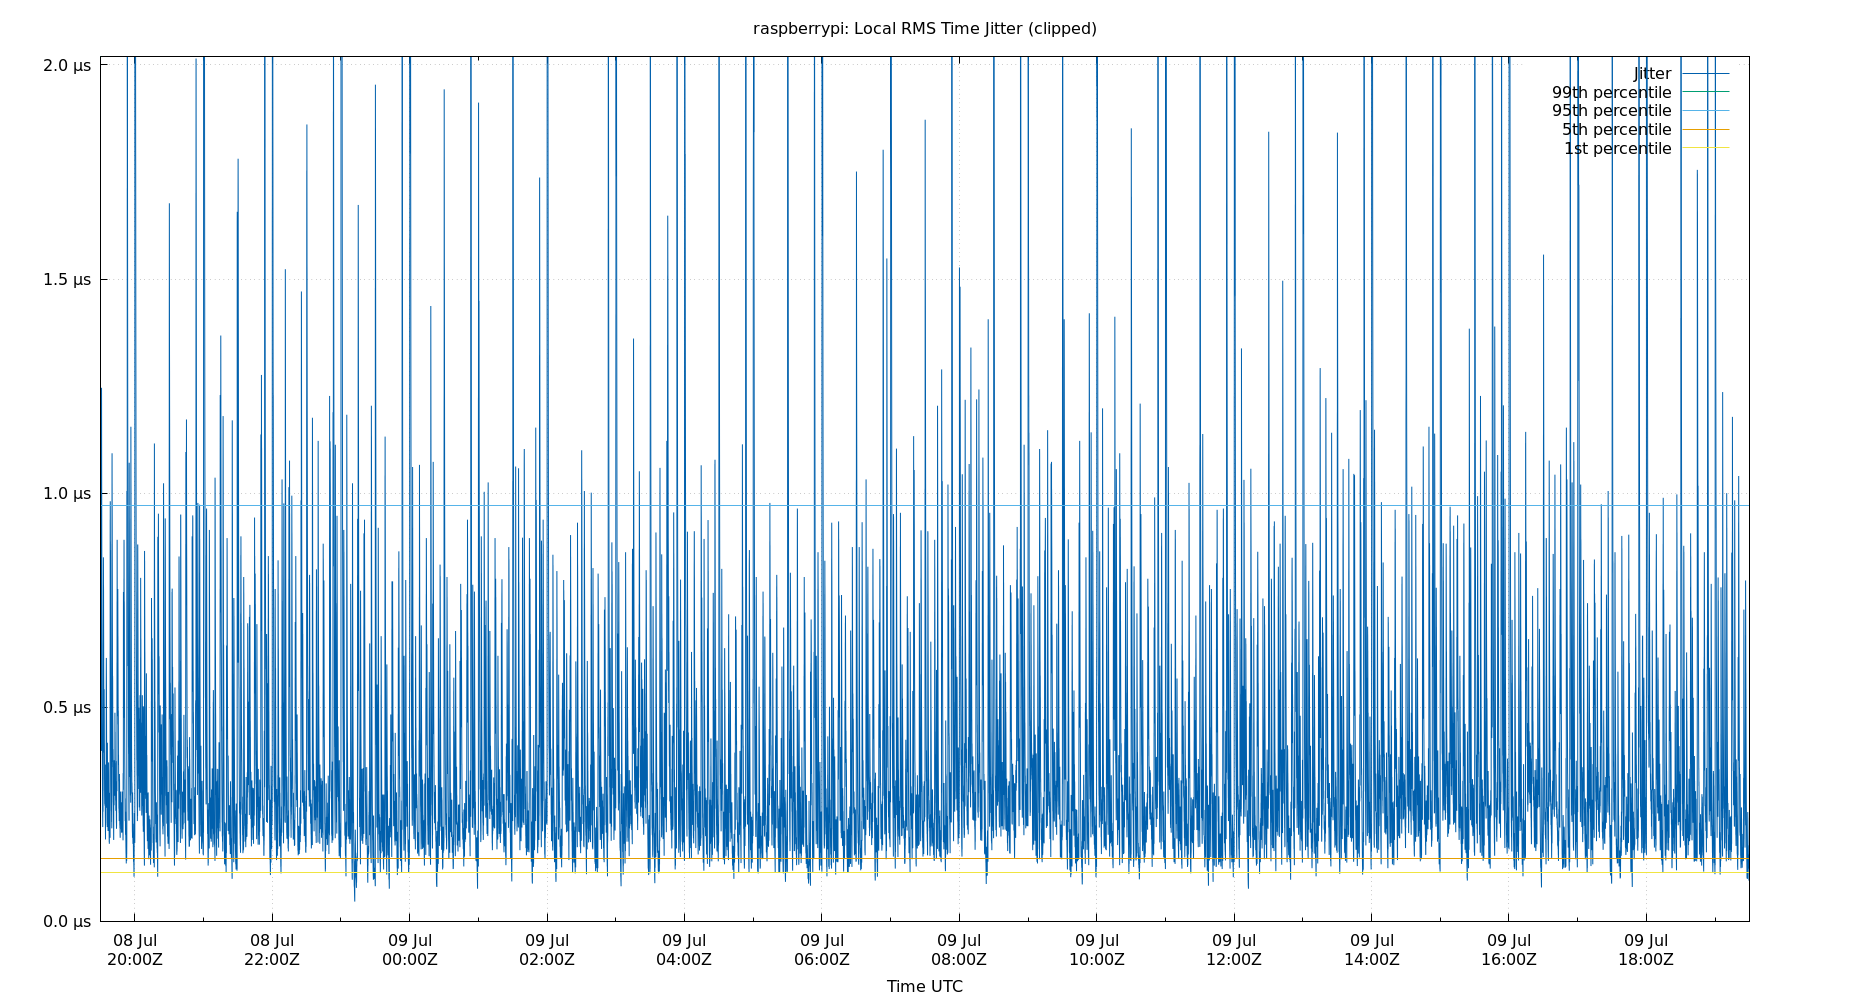 raspberrypi: Local RMS Time Jitter (clipped)
2.0 μs
1.5 μs
1.0 μs
0.5 μs
0.0 μs
Jitter
99th percentile
95th percentile
5th percentile
1st percentile
08 Jul 08 Jul 09 Jul 09 Jul 09 Jul 09 Jul 09 Jul 09 Jul 09 Jul 09 Jul 09 Jul 09 Jul
20:00Z 22:00Z 00:00Z 02:00Z 04:00Z 06:00Z 08:00Z 10:00Z 12:00Z 14:00Z 16:00Z 18:00Z
Time UTC